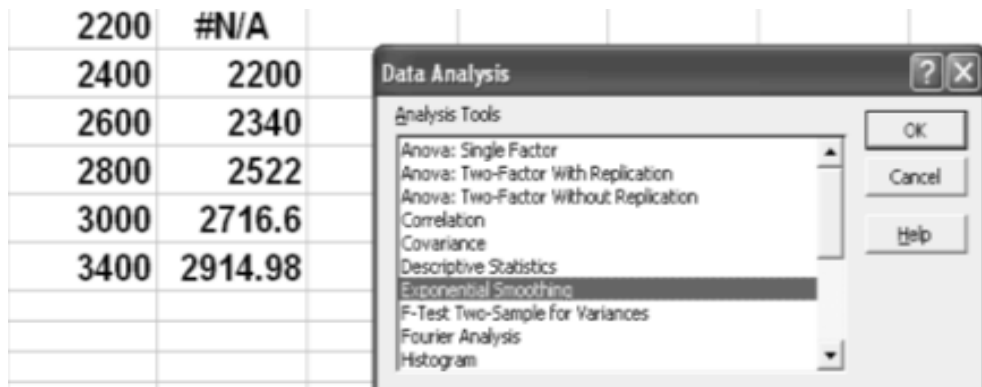 2200 #N/A
2400 2200
2600 2340
2800 2522
3000 2716.6
3400 2914.98
Data Analysis
Analysis Tools
Anova: Single Factor
Anova: Two-Factor With Replication
Anova: Two-Factor Without Replication
Correlation
Covariance
Descriptive Statistics
Exponential Smoothing
F-Test Two-Sample for Variances
Fourier Analysis
Histogram
OK
Cancel
Help